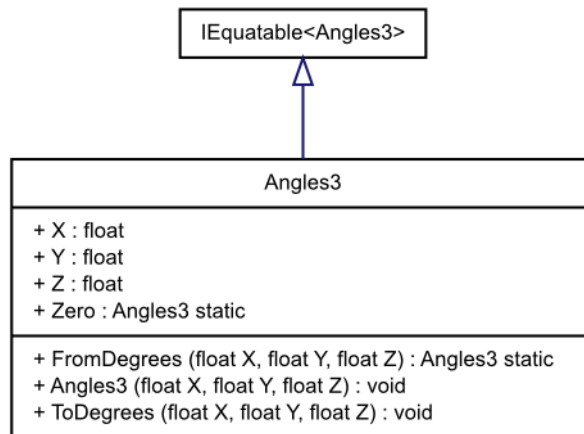 IEquatable<Angles3>
Angles3
+ X : float
+ Y : float
+ Z : float
+ Zero : Angles3 static
+ FromDegrees (float X, float Y, float Z) : Angles3 static
+ Angles3 (float X, float Y, float Z) : void
+ ToDegrees (float X, float Y, float Z) : void